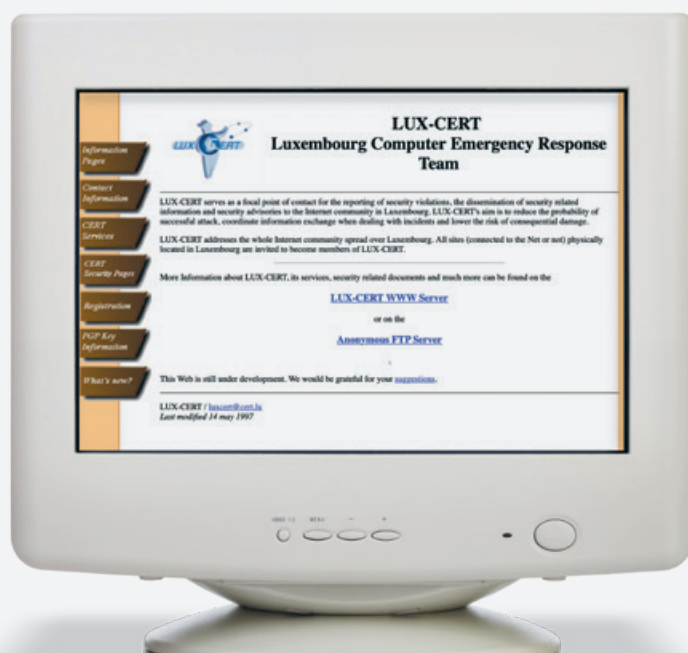 LUX-CERT
Luxembourg Computer Emergency Response
Team
LUX CERT
Information
Pages
Contact
Information
CERT
Services
CERT
Security Pages
Registration
PGP Key
Information
What's new?
LUX-CERT serves as a focal point of contact for the reporting of security violations, the dissemination of security related
information and security advisories to the Internet community in Luxembourg. LUX-CERT's aim is to reduce the probability of
successful attack, coordinate information exchange when dealing with incidents and lower the risk of consequential damage.
LUX-CERT addresses the whole Internet community spread over Luxembourg. All sites (connected to the Net or not) physically
located in Luxembourg are invited to become members of LUX-CERT.
More Information about LUX-CERT, its services, security related documents and much more can be found on the
LUX-CERT WWW Server
or on the
Anonymous FTP Server
This Web is still under development. We would be grateful for your suggestions.
LUX-CERT / luxcert@cert.lu
Last modified 14 may 1997
MENU